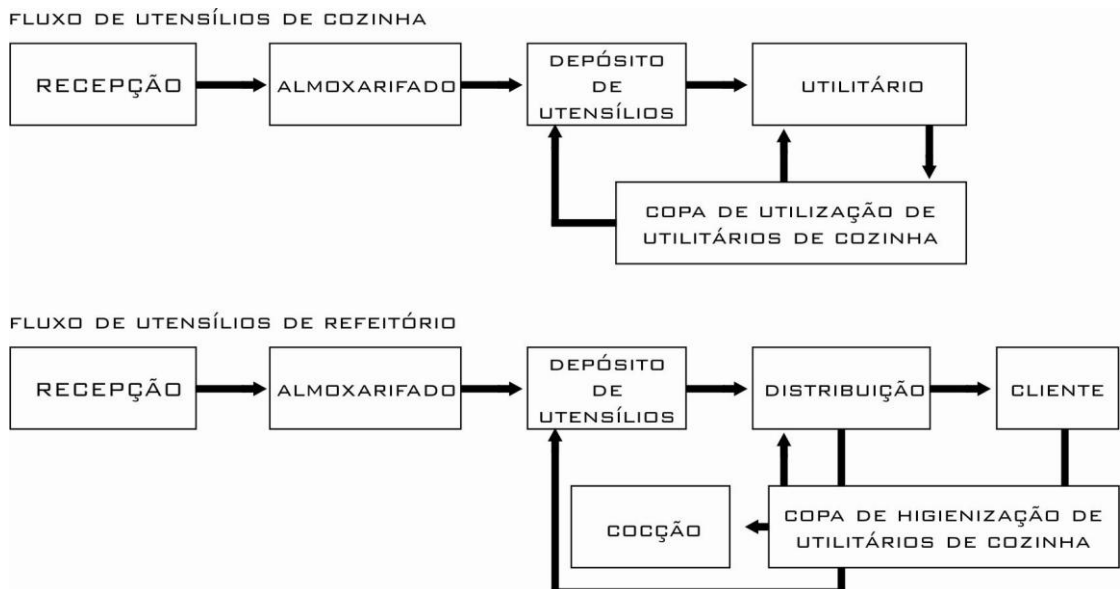 FLUXO DE UTENSÍLIOS DE COZINHA
RECEPÇÃO
ALMOXARIFADO
DEPÓSITO
DE
UTENSÍLIOS
UTILITÁRIO
COPA DE UTILIZAÇÃO DE
UTILITÁRIOS DE COZINHA
FLUXO DE UTENSÍLIOS DE REFEITÓRIO
RECEPÇÃO
ALMOXARIFADO
DEPÓSITO
DE
UTENSÍLIOS
DISTRIBUIÇÃO
CLIENTE
COCÇÃO
COPA DE HIGIENIZAÇÃO DE
UTILITÁRIOS DE COZINHA